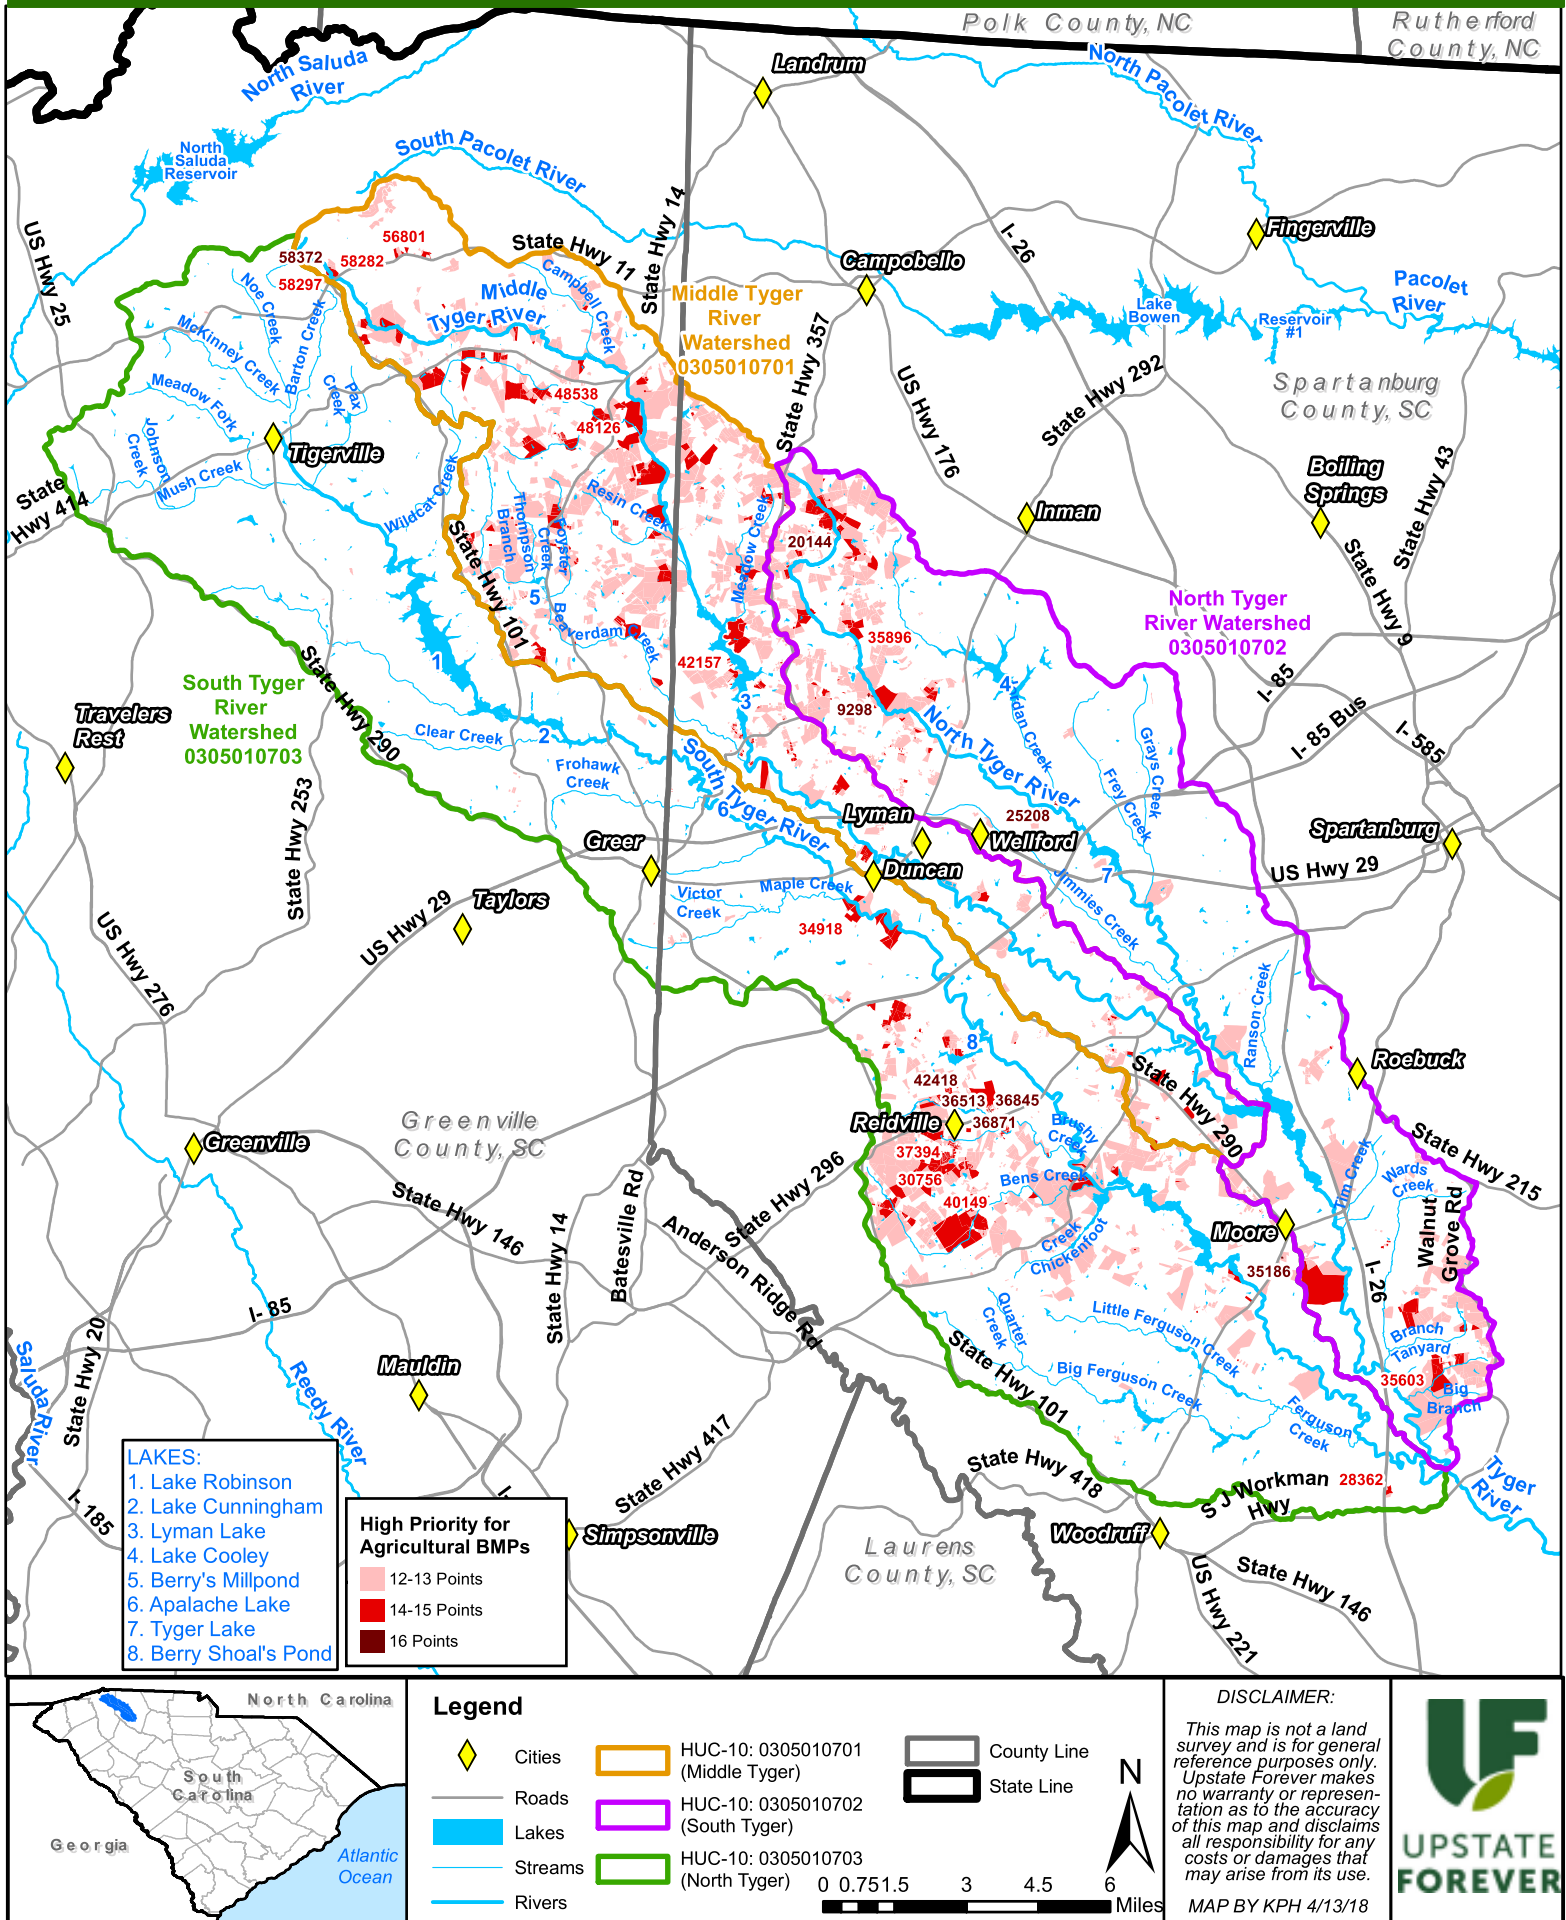 Polk County, NC
Rutherford
County, NC
Landrum
North Saluda
River
North Pacolet River
North
Saluda
Reservoir
South Pacolet River
State Hwy 14
I- 26
Fingerville
US Hwy 25
56801
State Hwy 11
58372
58282
58297
Campobello
Campbell Creek
Middle
Tyger River
Middle Tyger
River
Watershed
0305010701
Lake
Bowen
Reservoir
#1
Pacolet
River
Noe Creek
McKinney Creek
Barton Creek
Meadow Fork
Pax
Creek
Johnson
Creek
Mush Creek
Tigerville
State
Hwy 414
48538
48126
State Hwy 357
US Hwy 176
State Hwy 292
Spartanburg
County, SC
Boiling
Springs
State Hwy 43
Inman
State Hwy 9
Wildcat Creek
State Hwy 101
Thompson
Branch
Foyster
Creek
Resin Creek
Meadow Creek
20144
5
Beaverdam Creek
35896
42157
North Tyger
River Watershed
0305010702
1
South Tyger
River
Watershed
0305010703
State Hwy 290
Travelers
Rest
3
9298
4
Jordan Creek
North Tyger River
Grays Creek
Frey Creek
I- 85
I- 85 Bus
I- 585
Clear Creek
2
Frohawk
Creek
South Tyger River
6
State Hwy 253
Lyman
25208
Wellford
Greer
Duncan
Spartanburg
US Hwy 29
7
Jimmies Creek
Maple Creek
Victor
Creek
34918
Taylors
US Hwy 29
US Hwy 276
Ranson Creek
8
Roebuck
State Hwy 290
42418
36513
36845
36871
Reidville
Brushy
Creek
37394
30756
Bens Creek
40149
Creek
Chickenfoot
Greenville
County, SC
Greenville
State Hwy 296
State Hwy 146
State Hwy 14
Batesville Rd
Anderson Ridge Rd
State Hwy 215
Tim Creek
Wards
Creek
Walnut
Grove Rd
Moore
35186
I- 26
I- 85
State Hwy 20
Saluda River
Reedy River
Mauldin
Quarter
Creek
Little Ferguson Creek
Big Ferguson Creek
Ferguson
Creek
State Hwy 101
Branch
Tanyard
35603
Big
Branch
State Hwy 417
State Hwy 418
S J Workman
Hwy
28362
Tyger
River
I- 185
I-
Simpsonville
Woodruff
Laurens
County, SC
State Hwy 146
US Hwy 221
LAKES:
1. Lake Robinson
2. Lake Cunningham
3. Lyman Lake
4. Lake Cooley
5. Berry's Millpond
6. Apalache Lake
7. Tyger Lake
8. Berry Shoal's Pond
High Priority for
Agricultural BMPs
12-13 Points
14-15 Points
16 Points
North Carolina
South
Carolina
Georgia
Atlantic
Ocean
Legend
Cities
Roads
Lakes
Streams
Rivers
HUC-10: 0305010701
(Middle Tyger)
HUC-10: 0305010702
(South Tyger)
HUC-10: 0305010703
(North Tyger)
County Line
State Line
N
0 0.75 1.5 3 4.5 6
Miles
DISCLAIMER:
This map is not a land
survey and is for general
reference purposes only.
Upstate Forever makes
no warranty or represen-
tation as to the accuracy
of this map and disclaims
all responsibility for any
costs or damages that
may arise from its use.
MAP BY KPH 4/13/18
UF
UPSTATE
FOREVER